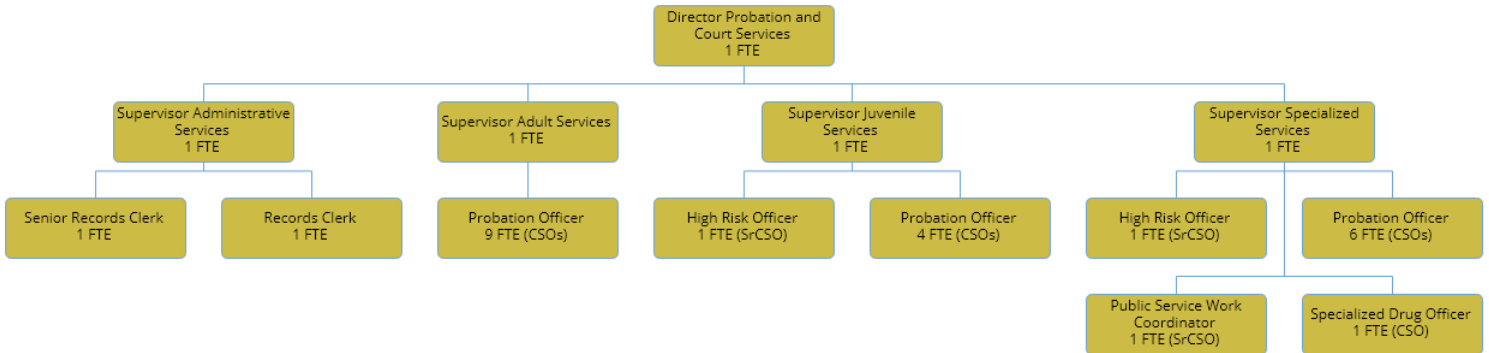 Director Probation and
Court Services
1 FTE
Supervisor Administrative
Services
1 FTE
Supervisor Adult Services
1 FTE
Supervisor Juvenile
Services
1 FTE
Supervisor Specialized
Services
1 FTE
Senior Records Clerk
1 FTE
Records Clerk
1 FTE
Probation Officer
9 FTE (CSOs)
High Risk Officer
1 FTE (SrCSO)
Probation Officer
4 FTE (CSOs)
High Risk Officer
1 FTE (SrCSO)
Probation Officer
6 FTE (CSOs)
Public Service Work
Coordinator
1 FTE (SrCSO)
Specialized Drug Officer
1 FTE (CSO)